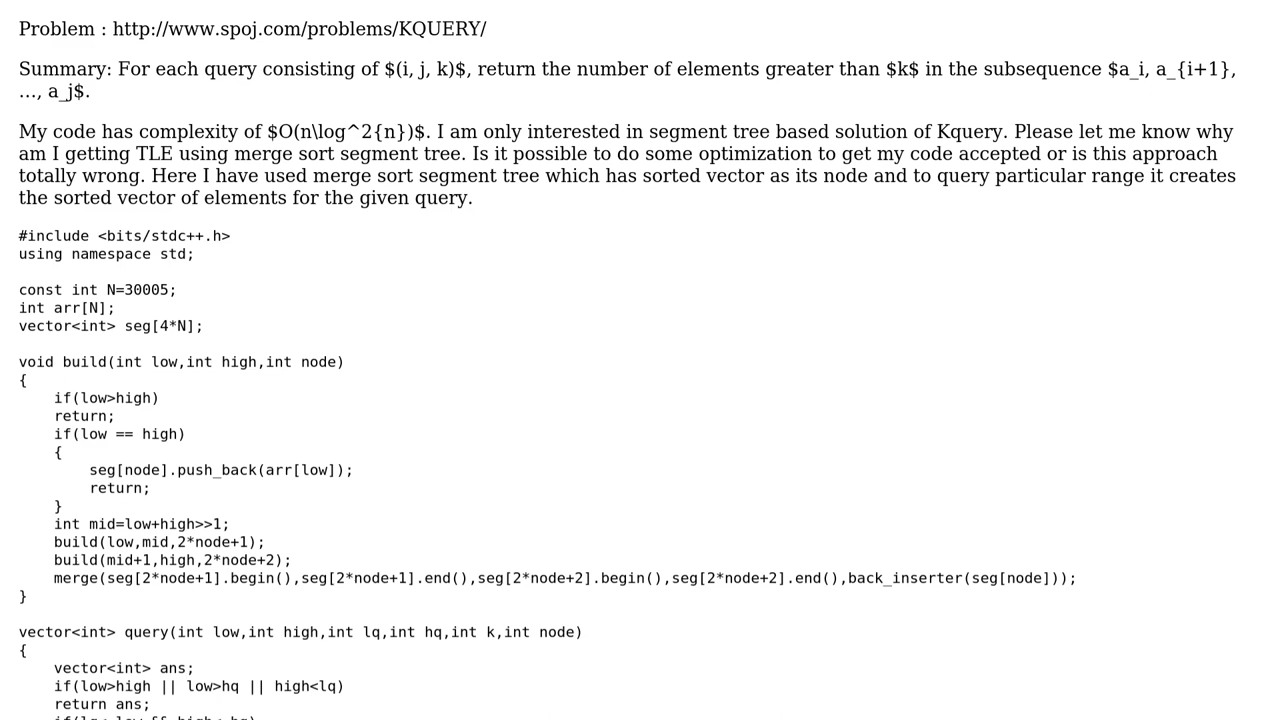 Problem : http://www.spoj.com/problems/KQUERY/
Summary: For each query consisting of $(i, j, k)$, return the number of elements greater than $k$ in the subsequence $a_i, a_{i+1},
…, a_j$.
My code has complexity of $O(n\log^2{n})$. I am only interested in segment tree based solution of Kquery. Please let me know why
am I getting TLE using merge sort segment tree. Is it possible to do some optimization to get my code accepted or is this approach
totally wrong. Here I have used merge sort segment tree which has sorted vector as its node and to query particular range it creates
the sorted vector of elements for the given query.
#include <bits/stdc++.h>
using namespace std;
const int N=30005;
int arr[N];
vector<int> seg[4*N];
void build(int low,int high,int node)
{
    if(low>high)
    return;
    if(low == high)
    {
        seg[node].push_back(arr[low]);
        return;
    }
    int mid=low+high>>1;
    build(low,mid,2*node+1);
    build(mid+1,high,2*node+2);
    merge(seg[2*node+1].begin(),seg[2*node+1].end(),seg[2*node+2].begin(),seg[2*node+2].end(),back_inserter(seg[node]));
}
vector<int> query(int low,int high,int lq,int hq,int k,int node)
{
    vector<int> ans;
    if(low>high || low>hq || high<lq)
    return ans;